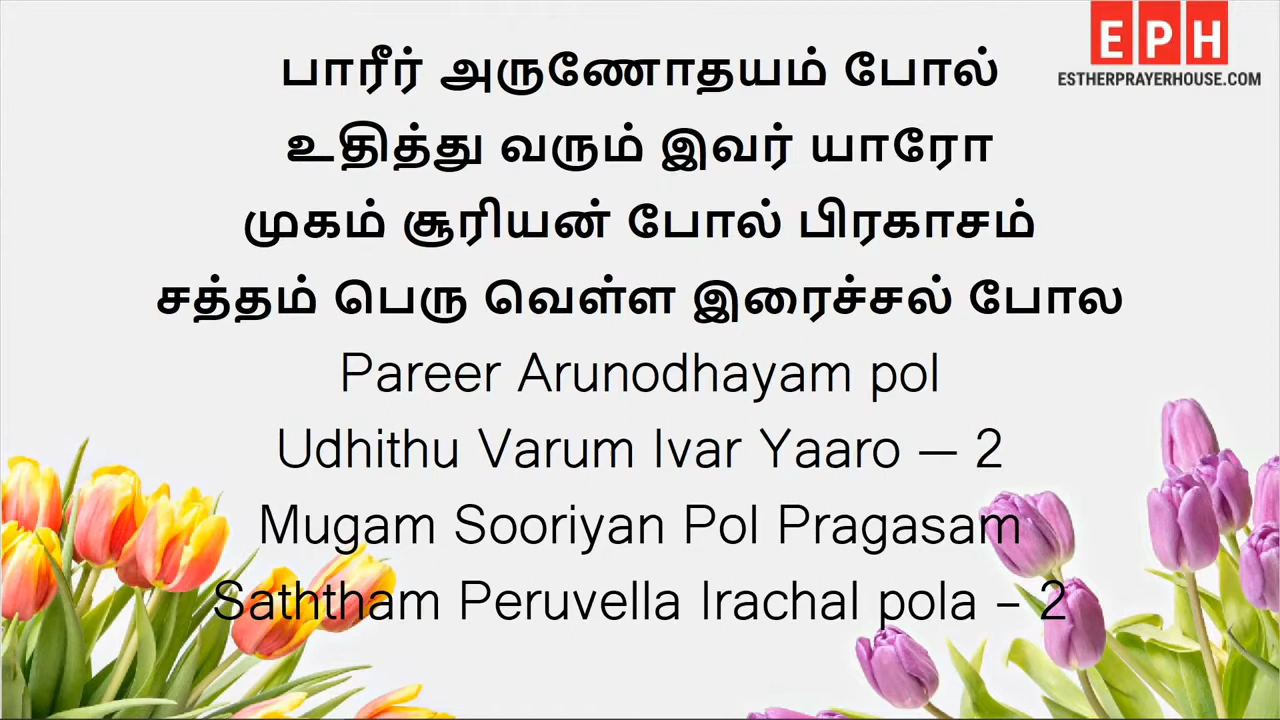 EPH
ESTHERPRAYERHOUSE.COM
பாரீர் அருணோதயம் போல்
உதித்து வரும் இவர் யாரோ
முகம் சூரியன் போல் பிரகாசம்
சத்தம் பெரு வெள்ள இரைச்சல் போல
Pareer Arunodhayam pol
Udhithu Varum Ivar Yaaro – 2
Mugam Sooriyan Pol Pragasam
Saththam Peruvella Irachal pola – 2